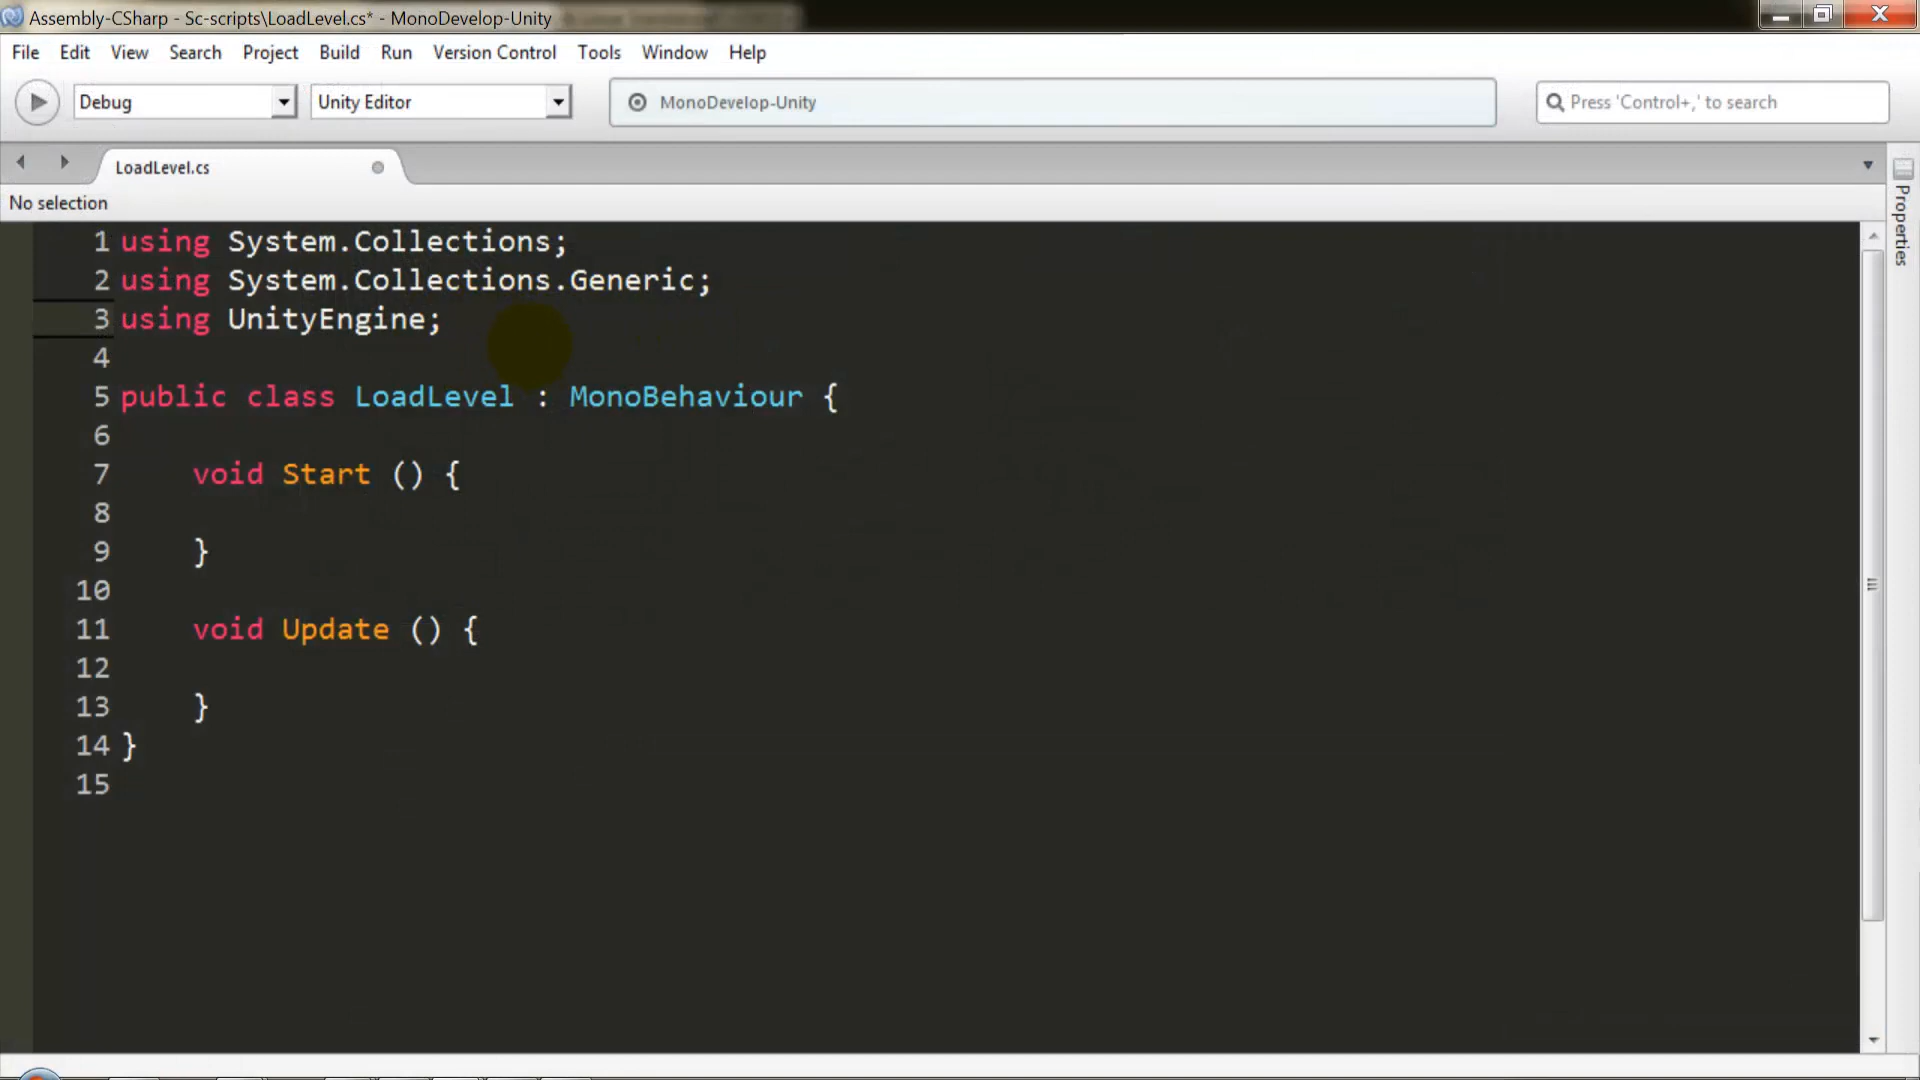 Assembly-CSharp - Sc-scripts\LoadLevel.cs* - MonoDevelop-Unity
File Edit View Search Project Build Run Version Control Tools Window Help
Debug Unity Editor MonoDevelop-Unity Press 'Control+,' to search
LoadLevel.cs
Properties
No selection
1 using System.Collections;
2 using System.Collections.Generic;
3 using UnityEngine;
4
5 public class LoadLevel : MonoBehaviour {
6
7 void Start () {
8
9 }
10
11 void Update () {
12
13 }
14 }
15